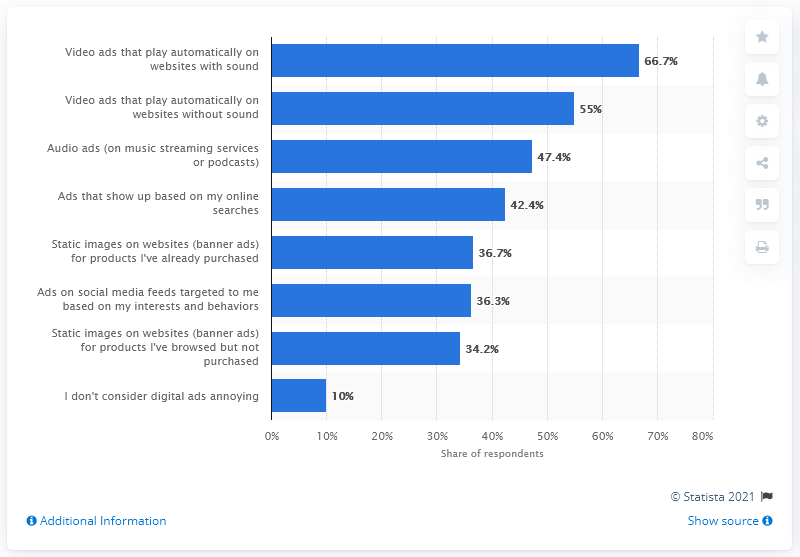 Video ads that play automatically on
websites with sound
66.7%
Video ads that play automatically on
websites without sound
55%
Audio ads (on music streaming services
or podcasts)
47.4%
Ads that show up based on my online
searches
42.4%
Static images on websites (banner ads)
for products I've already purchased
36.7%
Ads on social media feeds targeted to me
based on my interests and behaviors
36.3%
Static images on websites (banner ads)
for products I've browsed but not
purchased
34.2%
I don't consider digital ads annoying
10%
0% 10% 20% 30% 40% 50% 60% 70% 80%
Share of respondents
© Statista 2021
Additional Information
Show source